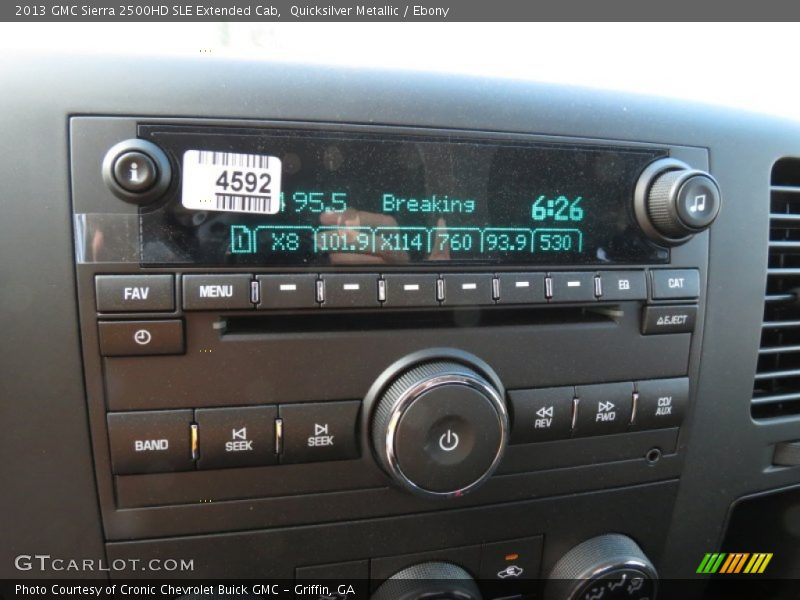 2013 GMC Sierra 2500HD SLE Extended Cab, Quicksilver Metallic / Ebony
4592
95.5 Breaking 6:26
1 X8 101.9 X114 760 93.9 530
i
FAV MENU EQ CAT
EJECT
BAND SEEK SEEK REV FWD CD/AUX
GTCARLOT.COM
Photo Courtesy of Cronic Chevrolet Buick GMC - Griffin, GA